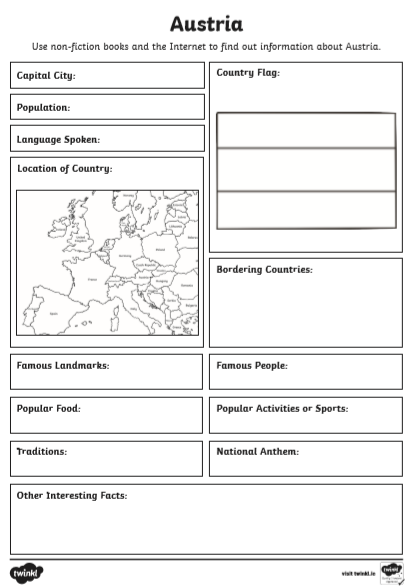 Austria
Use non-fiction books and the Internet to find out information about Austria.
Capital City:
Population:
Language Spoken:
Location of Country:
Country Flag:
Bordering Countries:
Famous Landmarks:
Famous People:
Popular Food:
Popular Activities or Sports:
Traditions:
National Anthem:
Other Interesting Facts:
twinkl
visit twinkl.ie
twinkl